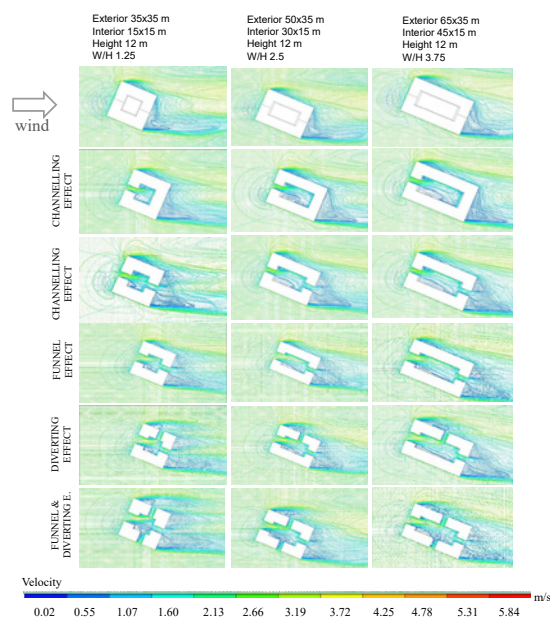 Exterior 35x35 m
Interior 15x15 m
Height 12 m
W/H 1.25
Exterior 50x35 m
Interior 30x15 m
Height 12 m
W/H 2.5
Exterior 65x35 m
Interior 45x15 m
Height 12 m
W/H 3.75
wind
CHANNELLING
EFFECT
CHANNELLING
EFFECT
FUNNEL
EFFECT
DIVERTING
EFFECT
FUNNEL &
DIVERTING E.
Velocity
m/s
0.02 0.55 1.07 1.60 2.13 2.66 3.19 3.72 4.25 4.78 5.31 5.84